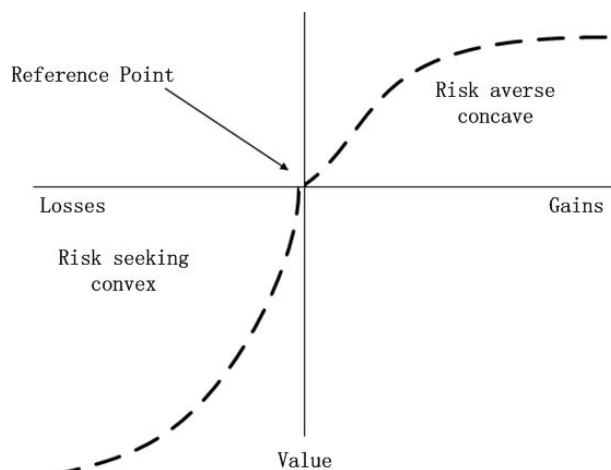 Reference Point
Risk averse
concave
Losses
Gains
Risk seeking
convex
Value